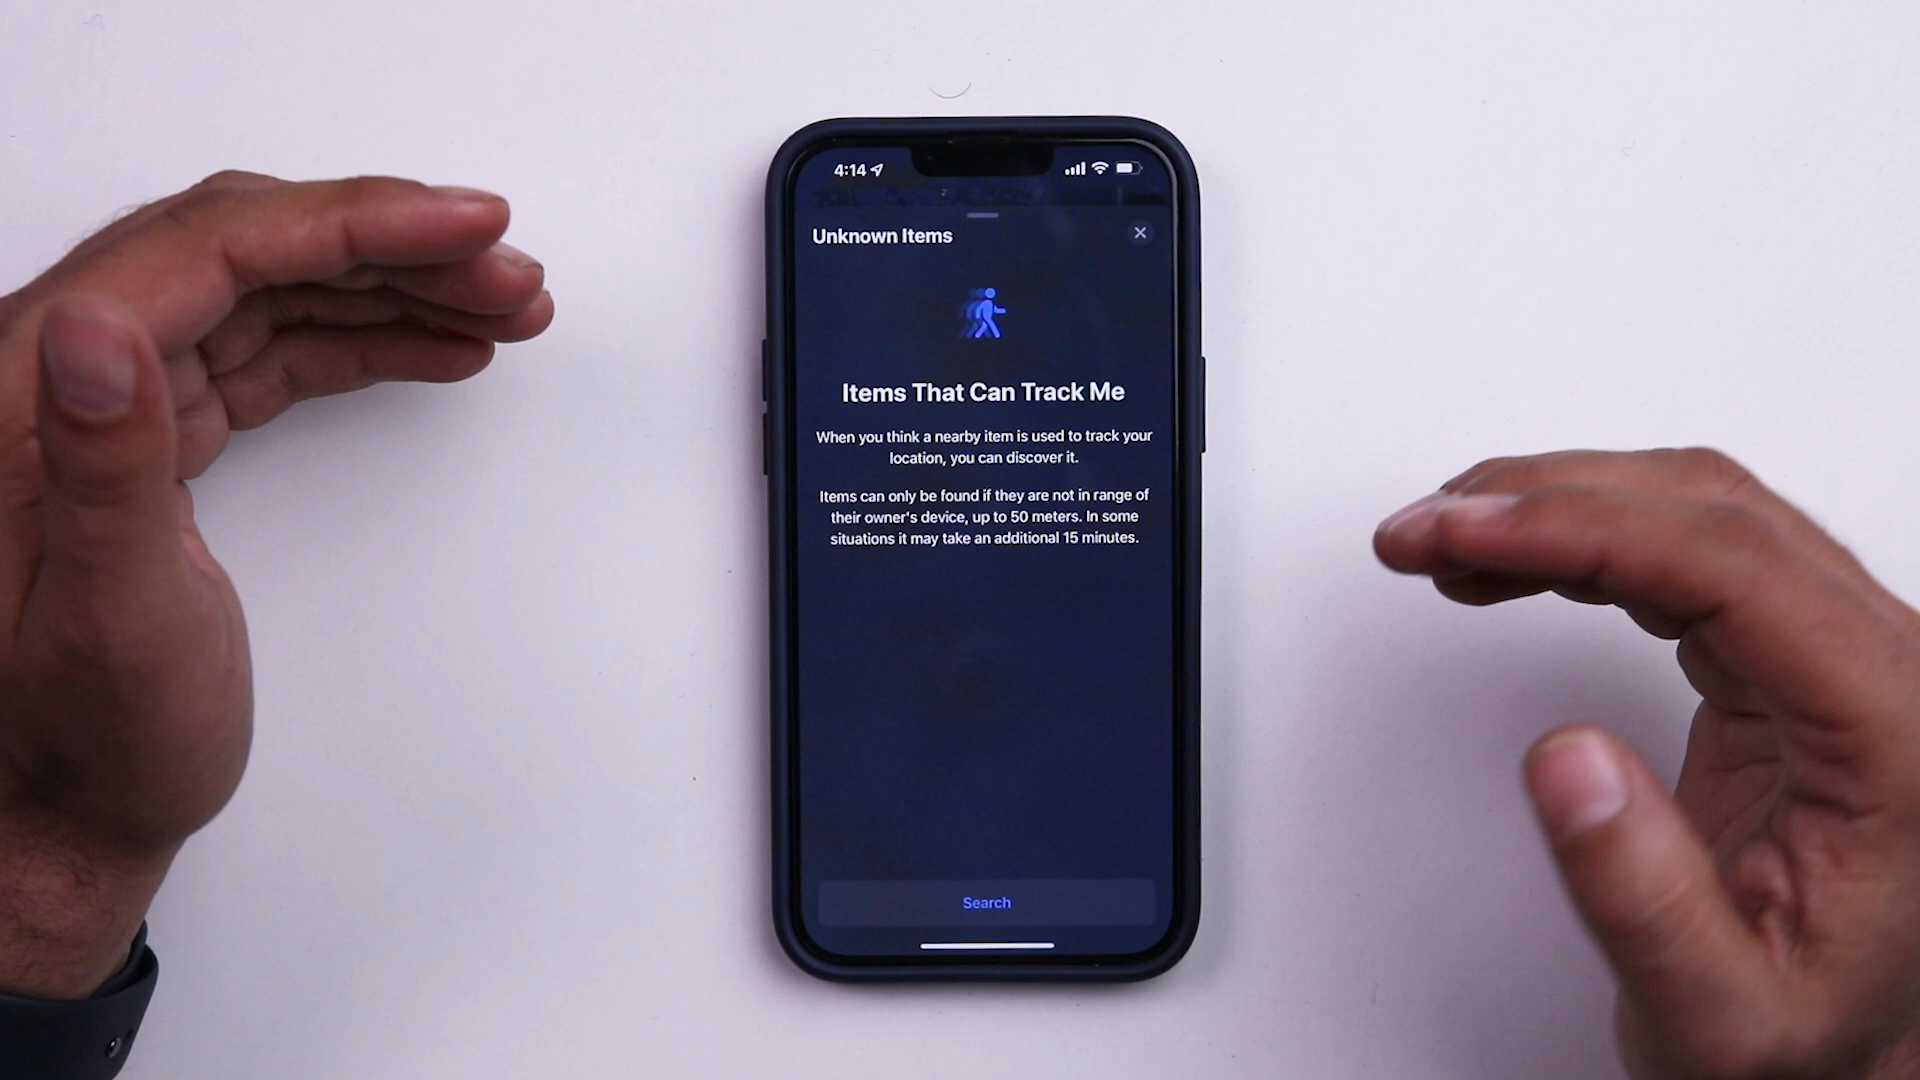 4:14
Unknown Items
Items That Can Track Me
When you think a nearby item is used to track your
location, you can discover it.
Items can only be found if they are not in range of
their owner's device, up to 50 meters. In some
situations it may take an additional 15 minutes.
Search